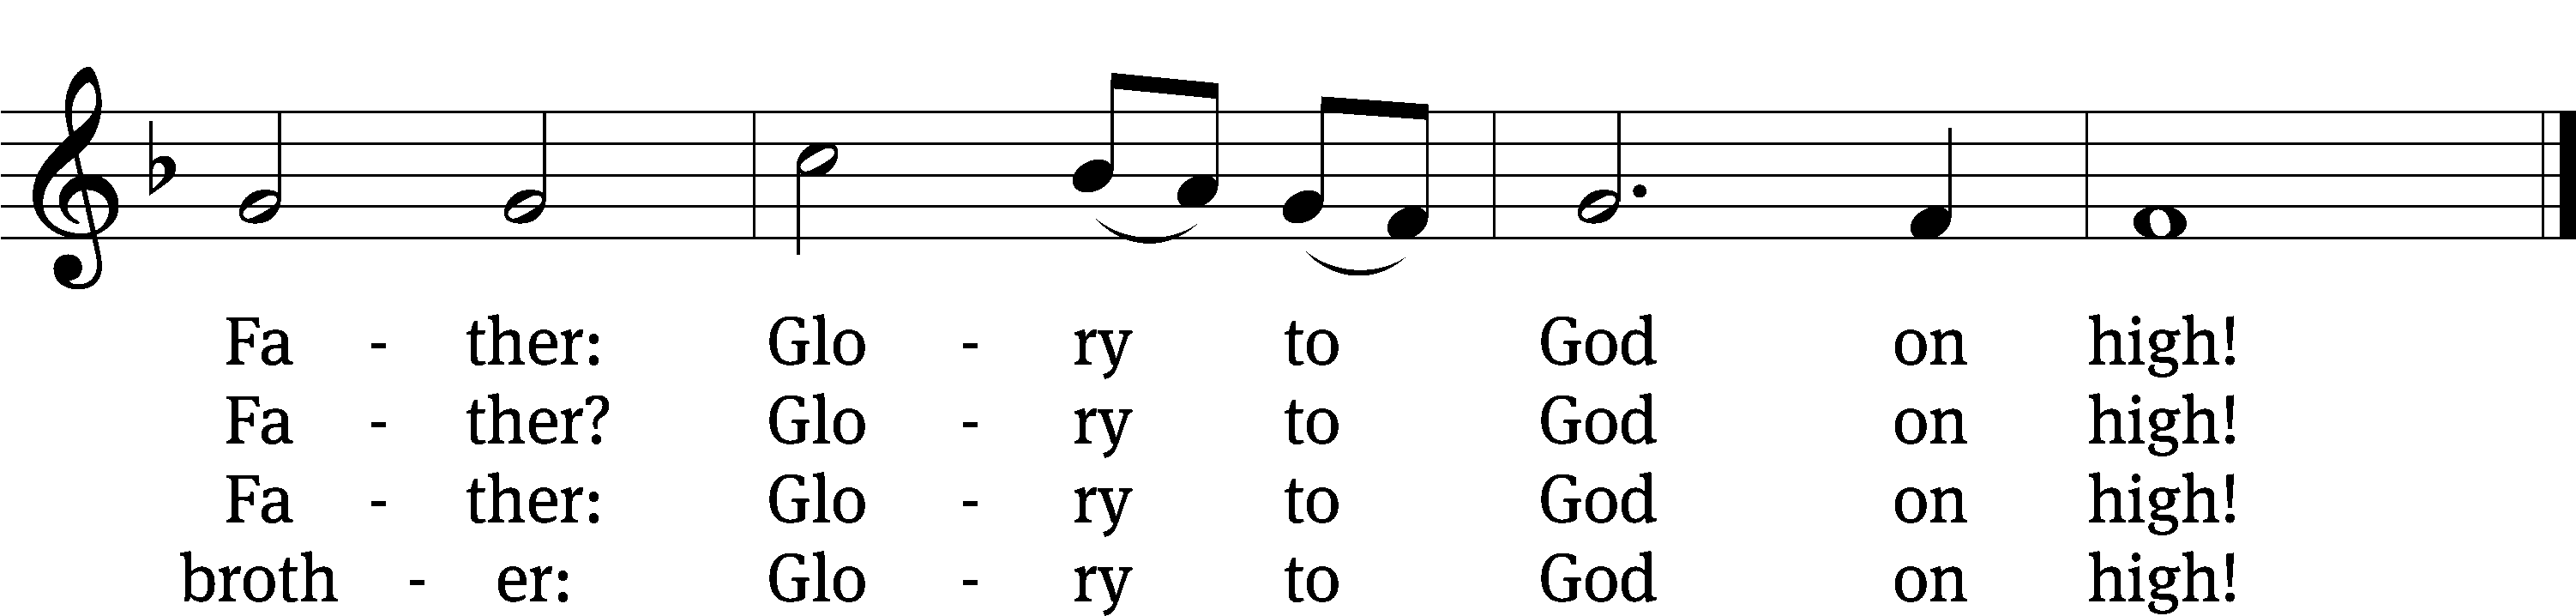 Fa - ther: Glo - ry to God on high!
Fa - ther? Glo - ry to God on high!
Fa - ther: Glo - ry to God on high!
broth - er: Glo - ry to God on high!